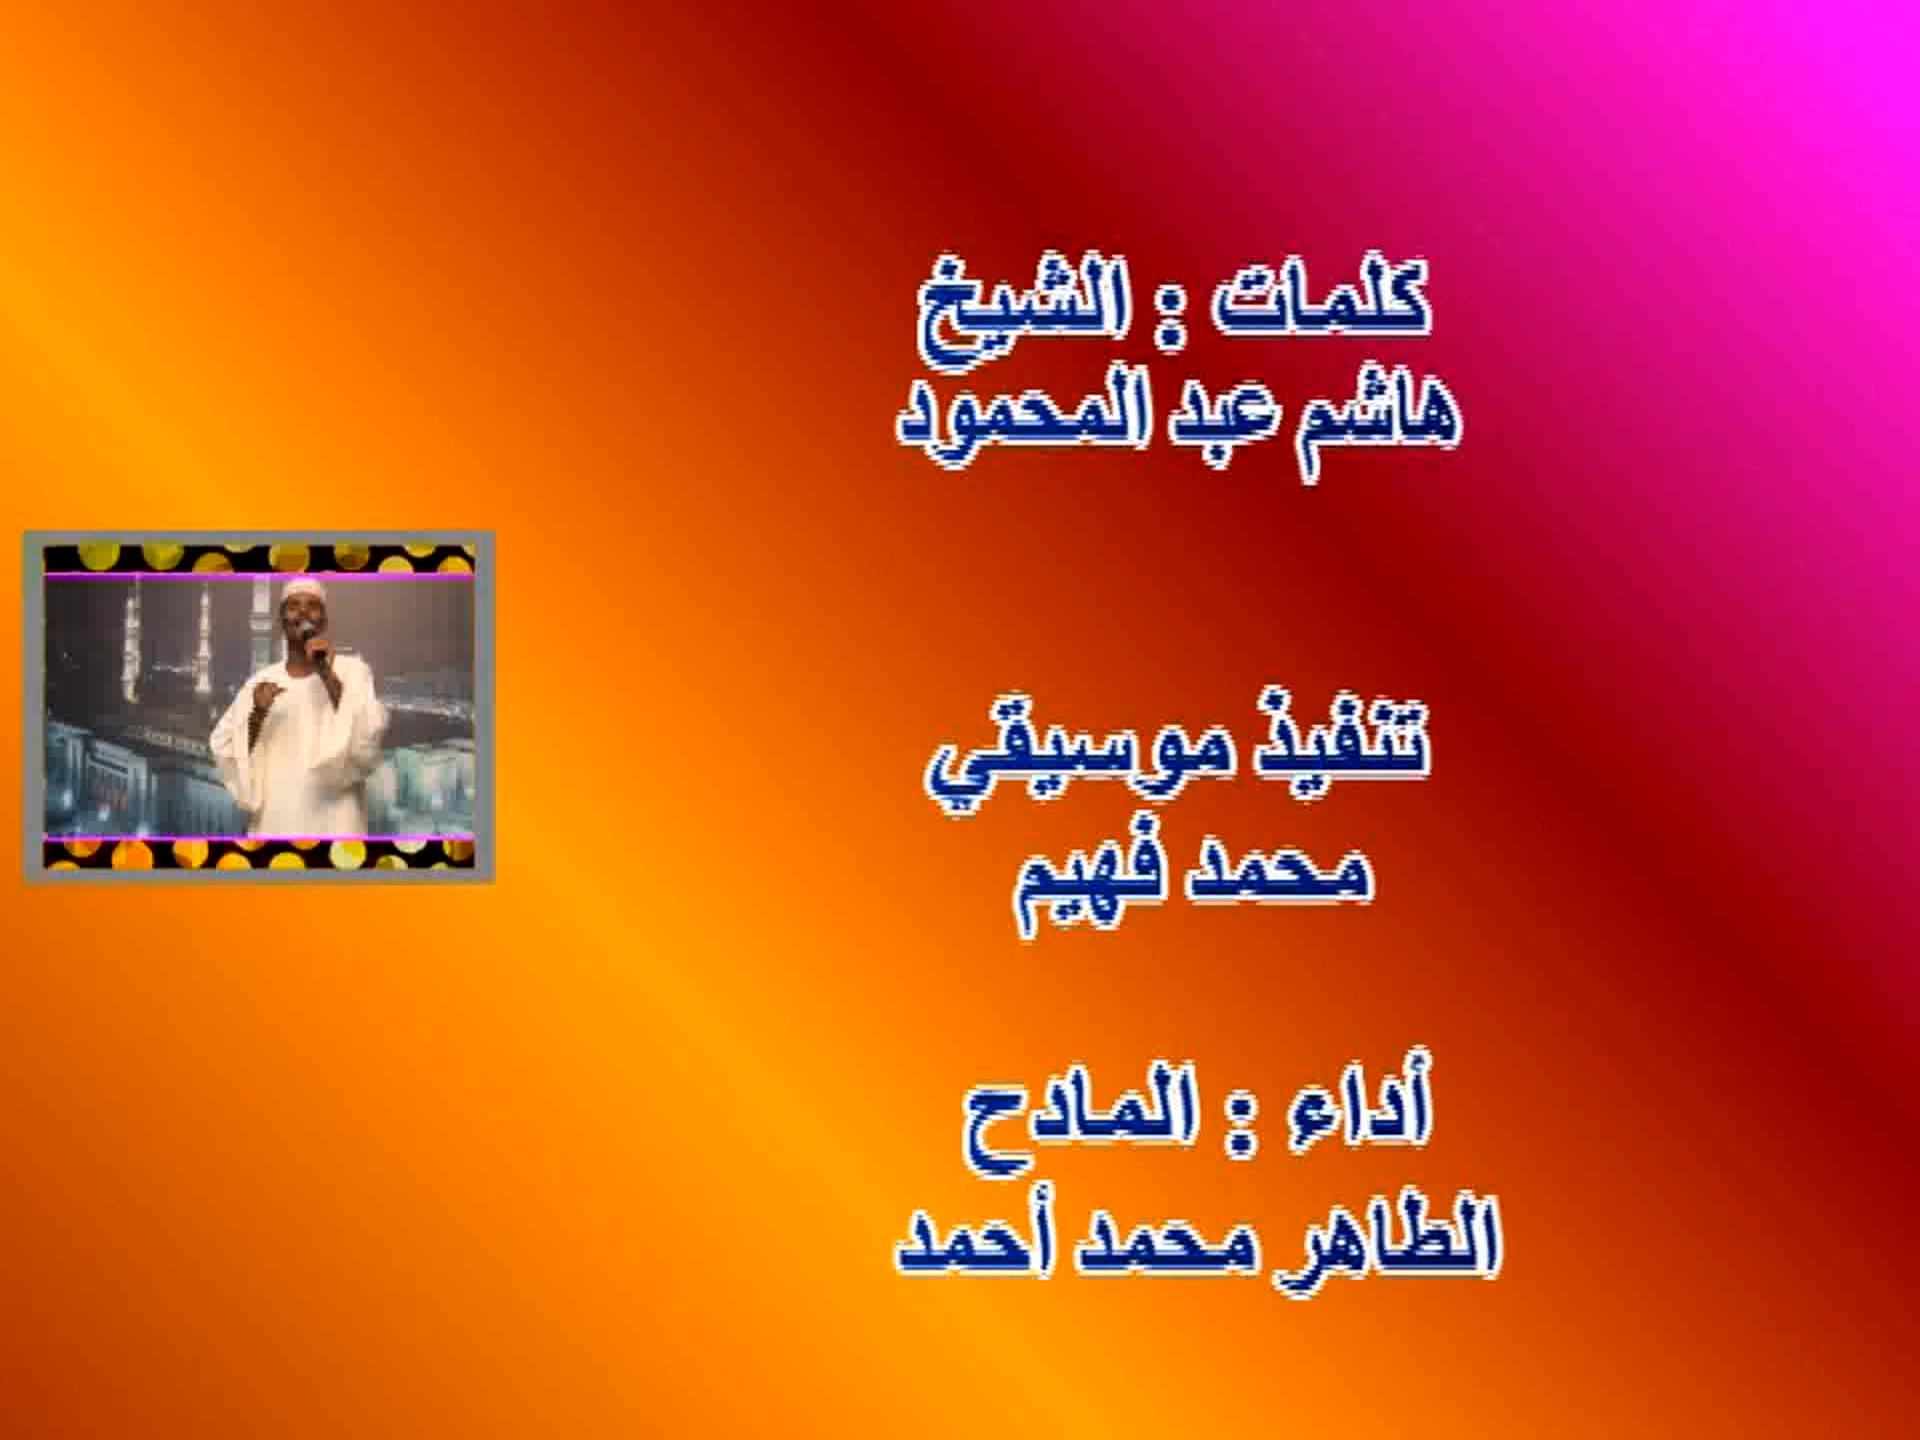 كلمات : الشيخ
هاشم عبد المحمود
تنفيذ موسيقي
محمد فهيم
أداء : المادح
الطاهر محمد أحمد